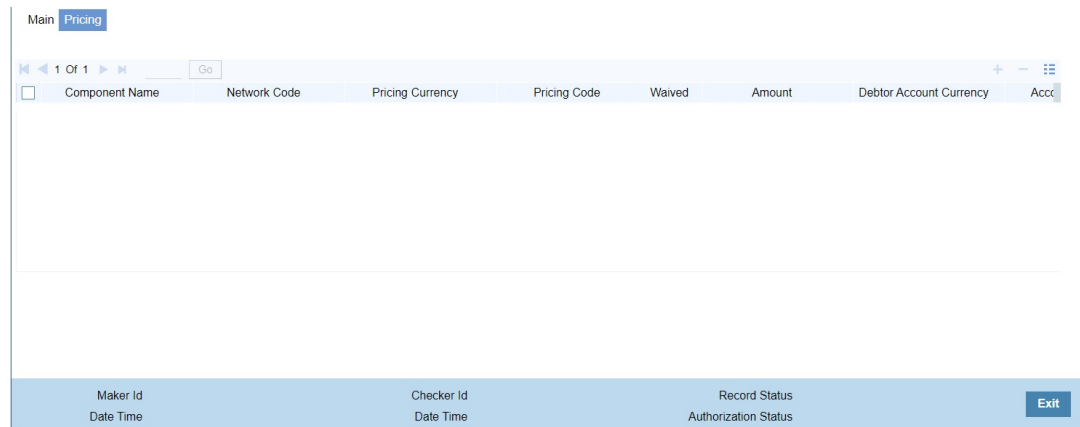 Main Pricing
1 Of 1 Go
Component Name Network Code Pricing Currency Pricing Code Waived Amount Debtor Account Currency Acco
Maker Id Checker Id Record Status
Date Time Date Time Authorization Status
Exit